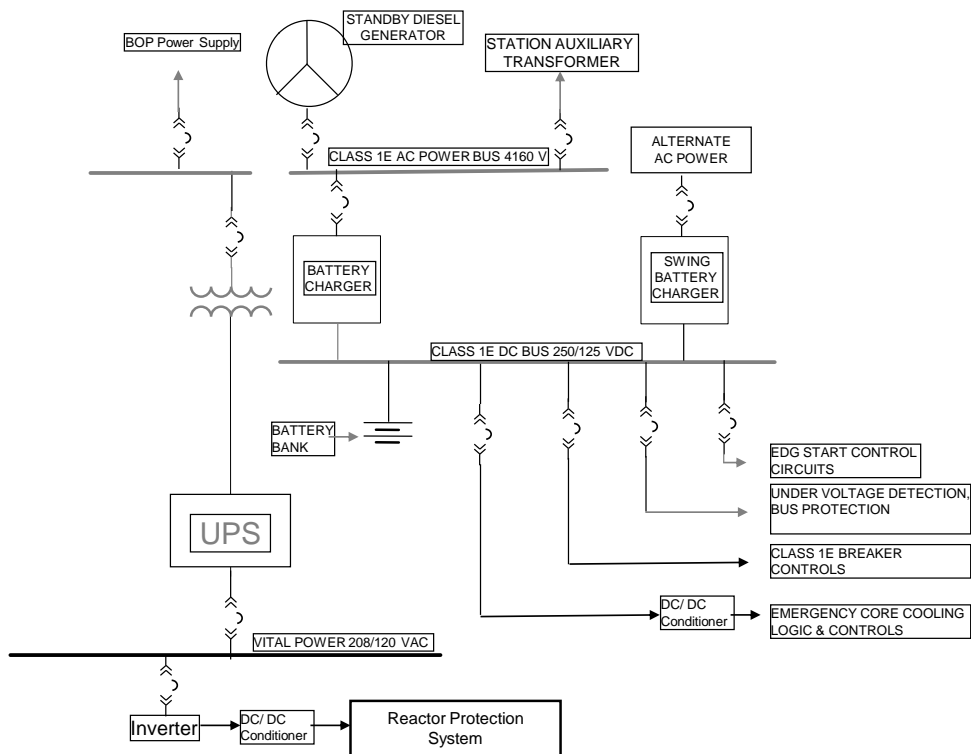 STANDBY DIESEL
GENERATOR
BOP Power Supply
STATION AUXILIARY
TRANSFORMER
ALTERNATE
AC POWER
CLASS 1E AC POWER BUS 4160 V
BATTERY
CHARGER
SWING
BATTERY
CHARGER
CLASS 1E DC BUS 250/125 VDC
BATTERY
BANK
EDG START CONTROL
CIRCUITS
UNDER VOLTAGE DETECTION,
BUS PROTECTION
UPS
CLASS 1E BREAKER
CONTROLS
DC/ DC
Conditioner
EMERGENCY CORE COOLING
LOGIC & CONTROLS
VITAL POWER 208/120 VAC
Inverter
DC/ DC
Conditioner
Reactor Protection
System